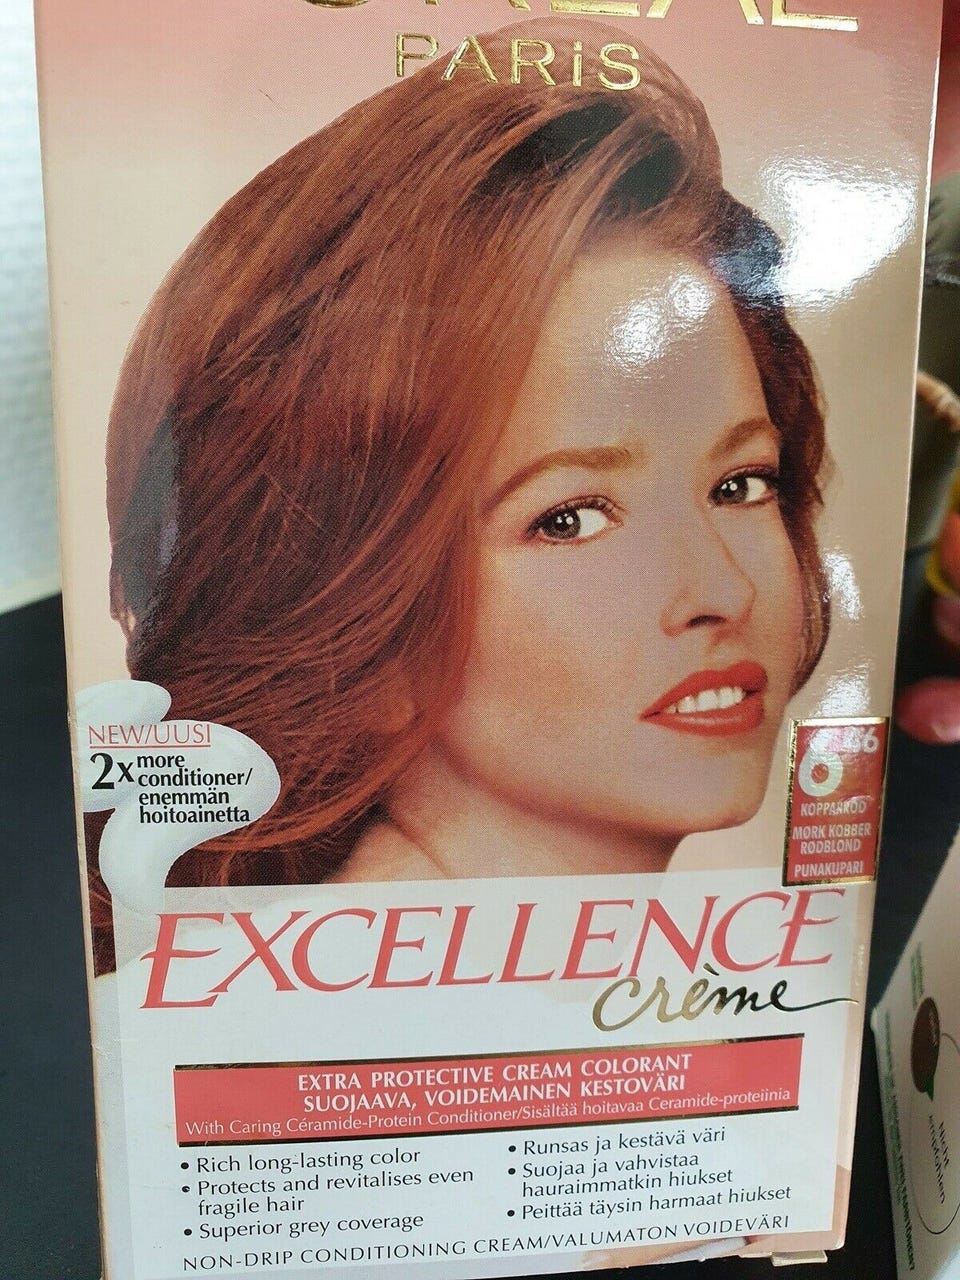 PARiS
NEW/UUSI
2x more
conditioner/
enemmän
hoitoainetta
6
KOPPARRÖD
MØRK KOBBER
RØDBLOND
PUNAKUPARI
EXCELLENCE
crème
EXTRA PROTECTIVE CREAM COLORANT
SUOJAAVA, VOIDEMAINEN KESTOVÄRI
With Caring Céramide-Protein Conditioner/Sisältää hoitavaa Ceramide-proteiinia
• Rich long-lasting color
• Protects and revitalises even
fragile hair
• Superior grey coverage
• Runsas ja kestävä väri
• Suojaa ja vahvistaa
hauraimmatkin hiukset
• Peittää täysin harmaat hiukset
NON-DRIP CONDITIONING CREAM/VALUMATON VOIDEVÄRI
Nicht